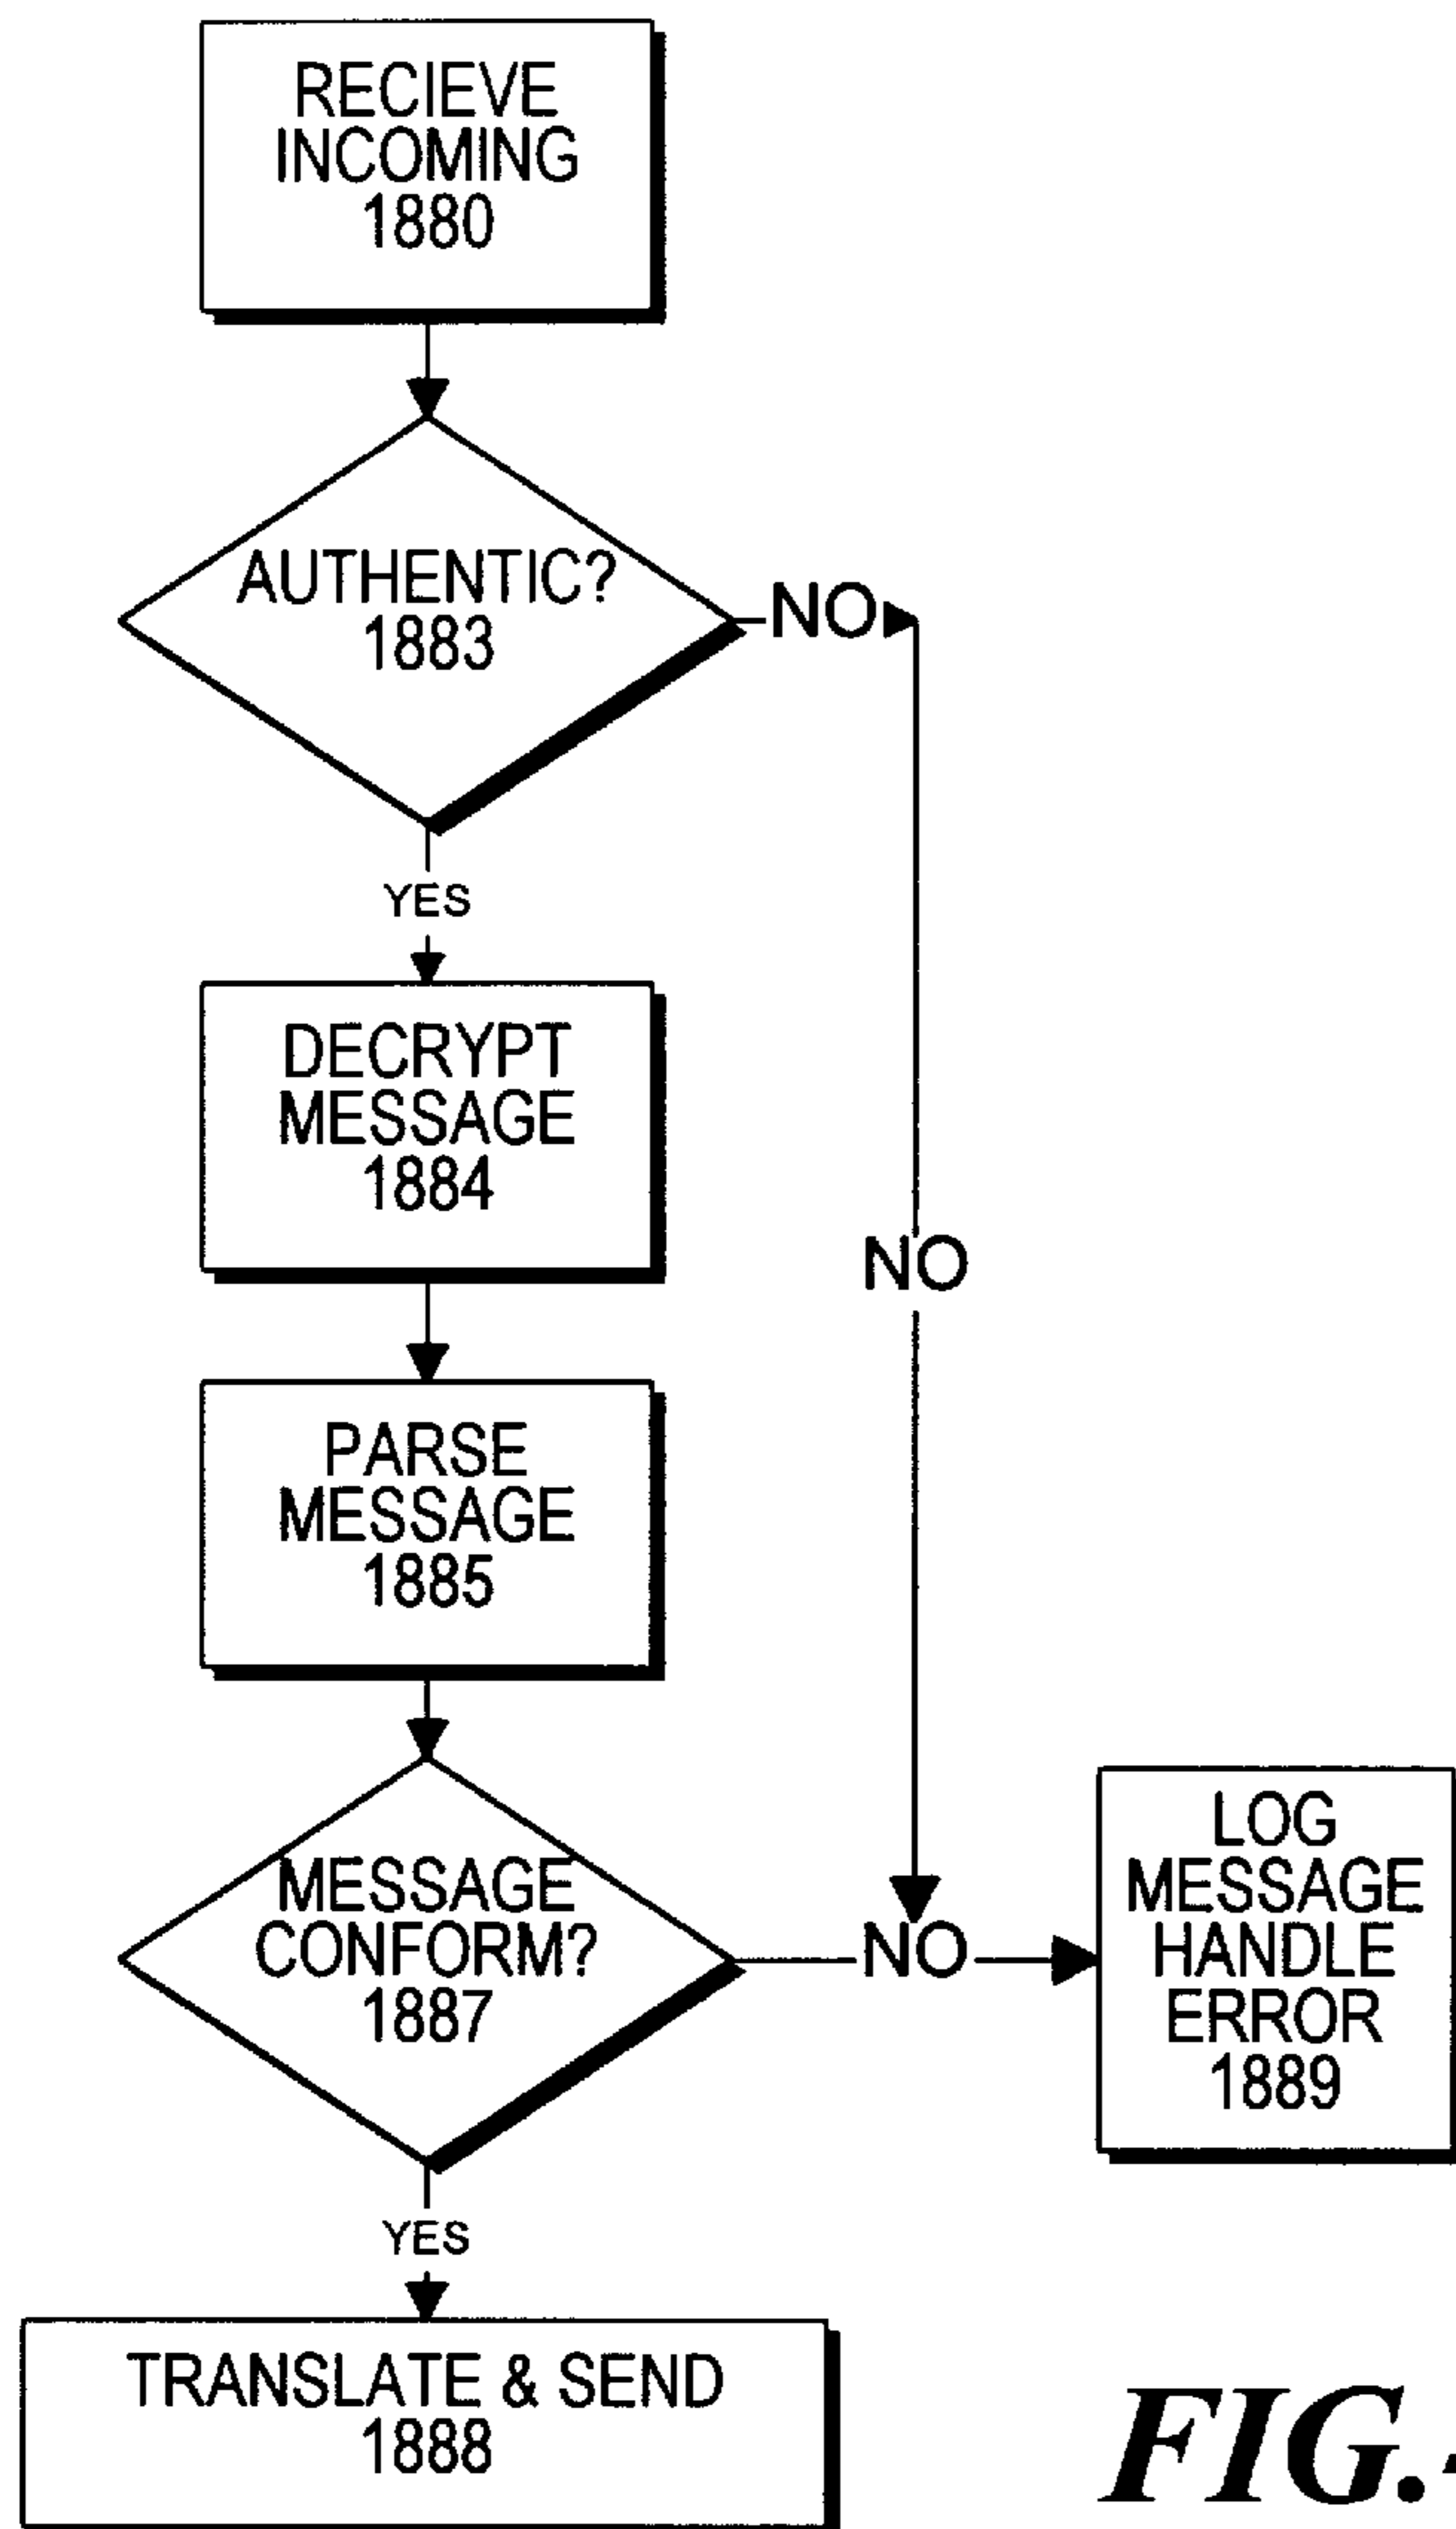 RECIEVE
INCOMING
1880
AUTHENTIC?
1883
NO
YES
DECRYPT
MESSAGE
1884
NO
PARSE
MESSAGE
1885
MESSAGE
CONFORM?
1887
NO
LOG
MESSAGE
HANDLE
ERROR
1889
YES
TRANSLATE & SEND
1888
FIG.